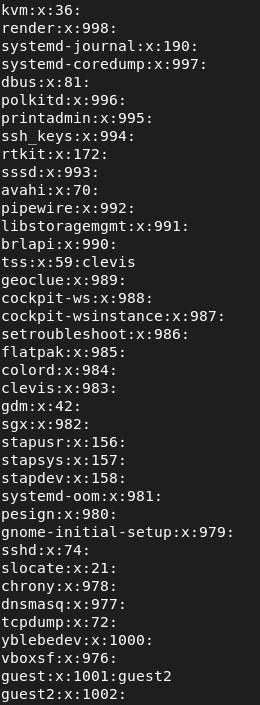 kvm:x:36:
render:x:998:
systemd-journal:x:190:
systemd-coredump:x:997:
dbus:x:81:
polkitd:x:996:
printadmin:x:995:
ssh_keys:x:994:
rtkit:x:172:
sssd:x:993:
avahi:x:70:
pipewire:x:992:
libstoragemgmt:x:991:
brlapi:x:990:
tss:x:59:clevis
geoclue:x:989:
cockpit-ws:x:988:
cockpit-wsinstance:x:987:
setroubleshoot:x:986:
flatpak:x:985:
colord:x:984:
clevis:x:983:
gdm:x:42:
sgx:x:982:
stapusr:x:156:
stapsys:x:157:
stapdev:x:158:
systemd-oom:x:981:
pesign:x:980:
gnome-initial-setup:x:979:
sshd:x:74:
slocate:x:21:
chrony:x:978:
dnsmasq:x:977:
tcpdump:x:72:
yblebedev:x:1000:
vboxsf:x:976:
guest:x:1001:guest2
guest2:x:1002: